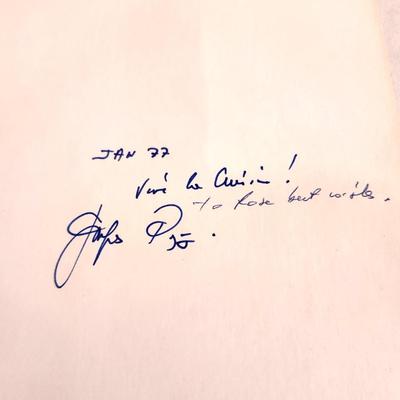 JAN 77
Vive la Cuisine!
to Rose best wishes.